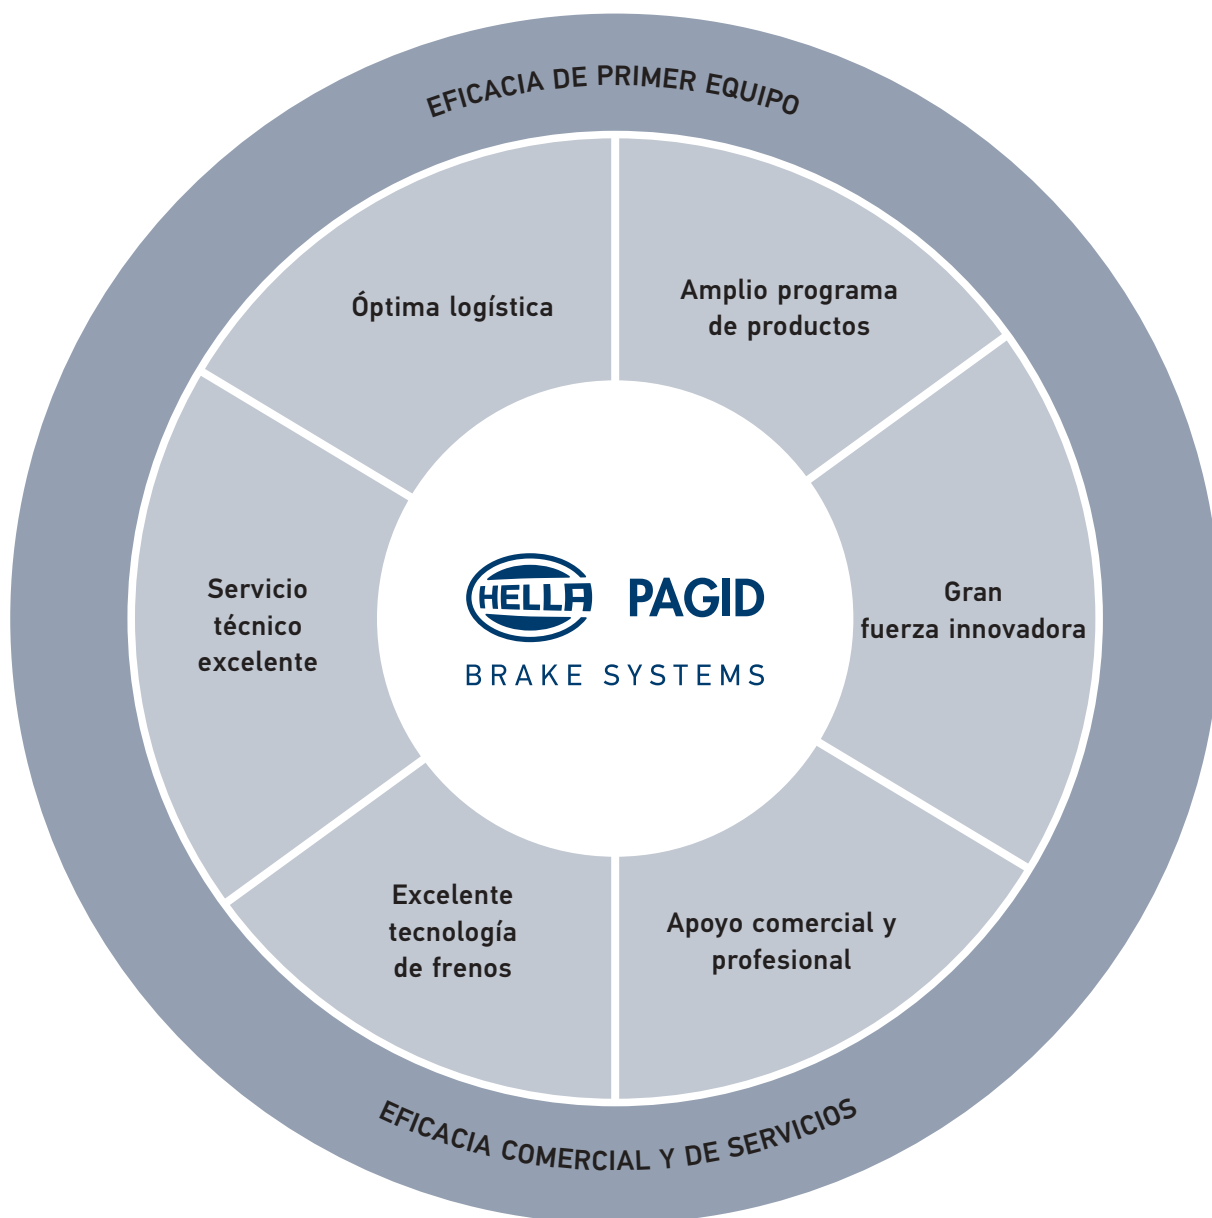 EFICACIA DE PRIMER EQUIPO
Óptima logística
Amplio programa
de productos
Servicio
técnico
excelente
HELLA PAGID
BRAKE SYSTEMS
Gran
fuerza innovadora
Excelente
tecnología
de frenos
Apoyo comercial y
profesional
EFICACIA COMERCIAL Y DE SERVICIOS